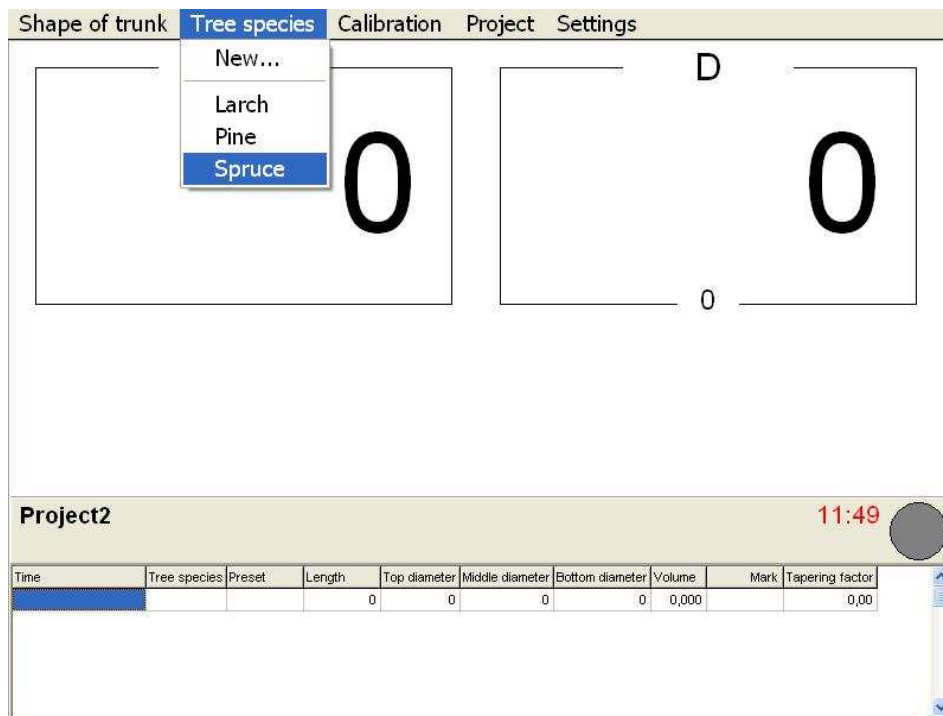 Shape of trunk Tree species Calibration Project Settings
New...
Larch
Pine
Spruce
0
D
0
0
Project2
11:49
Time Tree species Preset Length Top diameter Middle diameter Bottom diameter Volume Mark Tapering factor
0 0 0 0 0,000 0,00